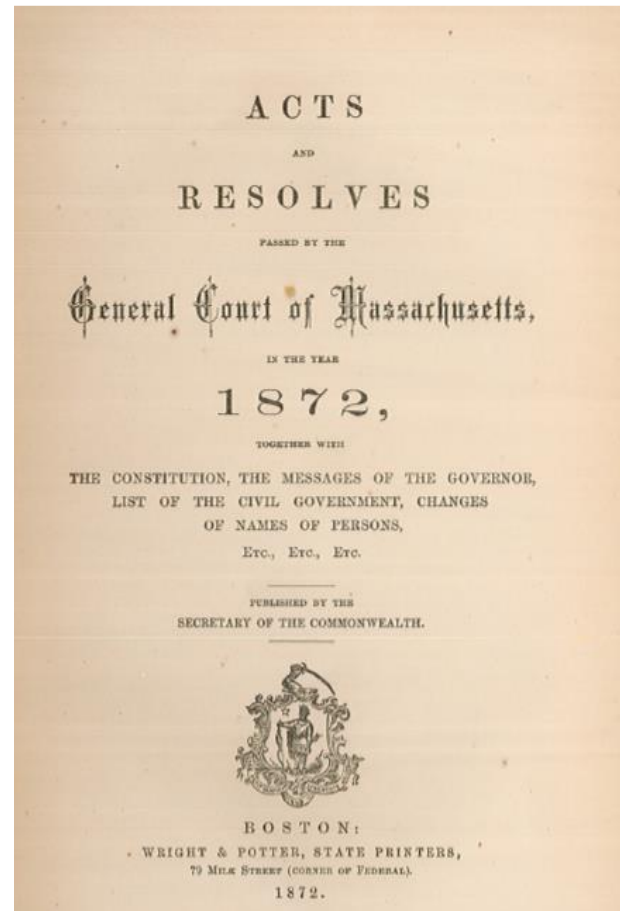 ACTS
AND
RESOLVES
PASSED BY THE
General Court of Massachusetts,
IN THE YEAR
1872,
TOGETHER WITH
THE CONSTITUTION, THE MESSAGES OF THE GOVERNOR,
LIST OF THE CIVIL GOVERNMENT, CHANGES
OF NAMES OF PERSONS,
ETC., ETC., ETC.
PUBLISHED BY THE
SECRETARY OF THE COMMONWEALTH.
BOSTON:
WRIGHT & POTTER, STATE PRINTERS,
79 MILK STREET (CORNER OF FEDERAL).
1872.